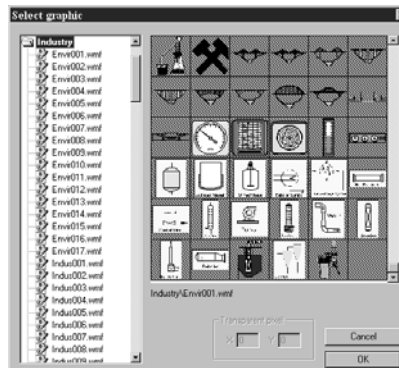 Select graphic
Industry
Envir001.wmf
Envir002.wmf
Envir003.wmf
Envir004.wmf
Envir005.wmf
Envir006.wmf
Envir007.wmf
Envir008.wmf
Envir009.wmf
Envir010.wmf
Envir011.wmf
Envir012.wmf
Envir013.wmf
Envir014.wmf
Envir015.wmf
Envir016.wmf
Envir017.wmf
Indus001.wmf
Indus002.wmf
Indus003.wmf
Indus004.wmf
Indus005.wmf
Indus006.wmf
Indus007.wmf
Indus008.wmf
Indus009.wmf
Industry\Envir001.wmf
Transparent pixel
X 0 Y 0
Cancel
OK